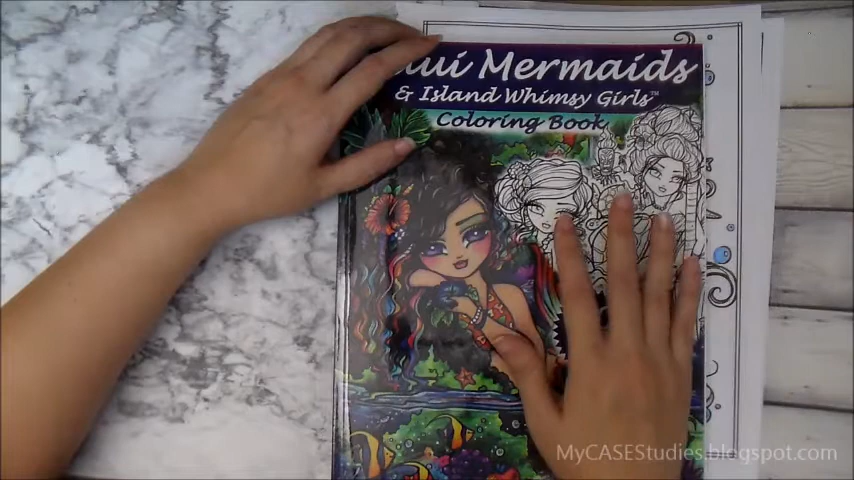 Mermaids
& Island Whimsy Girls™
Coloring Book
MyCASEStudies.blogspot.com